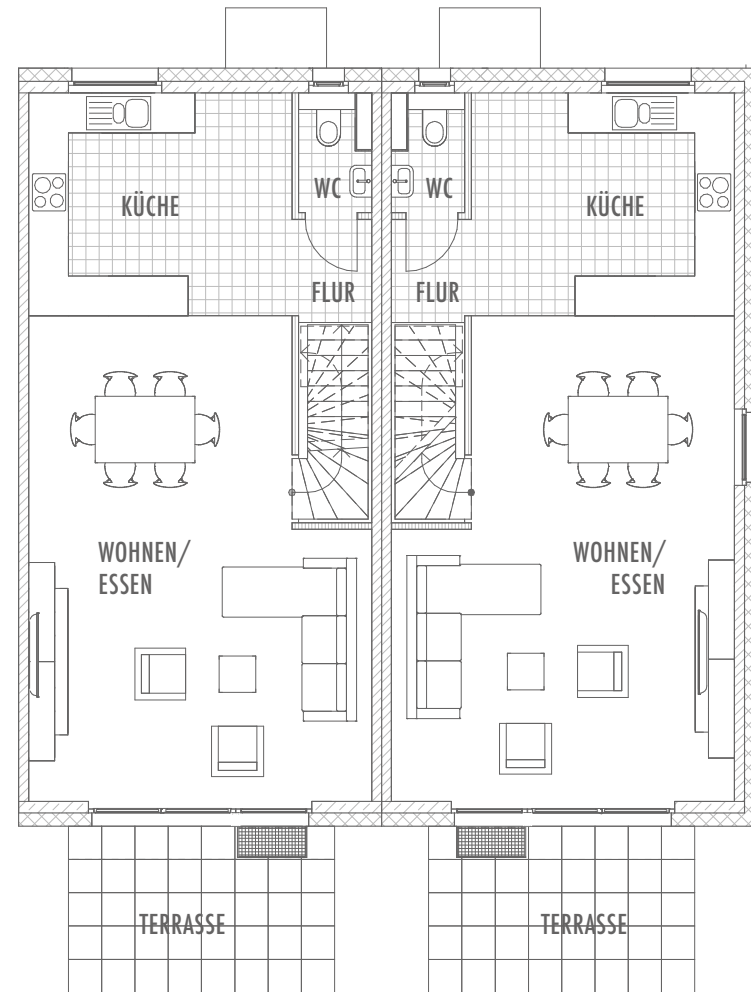 WC
WC
KÜCHE
KÜCHE
FLUR
FLUR
WOHNEN/
ESSEN
WOHNEN/
ESSEN
TERRASSE
TERRASSE